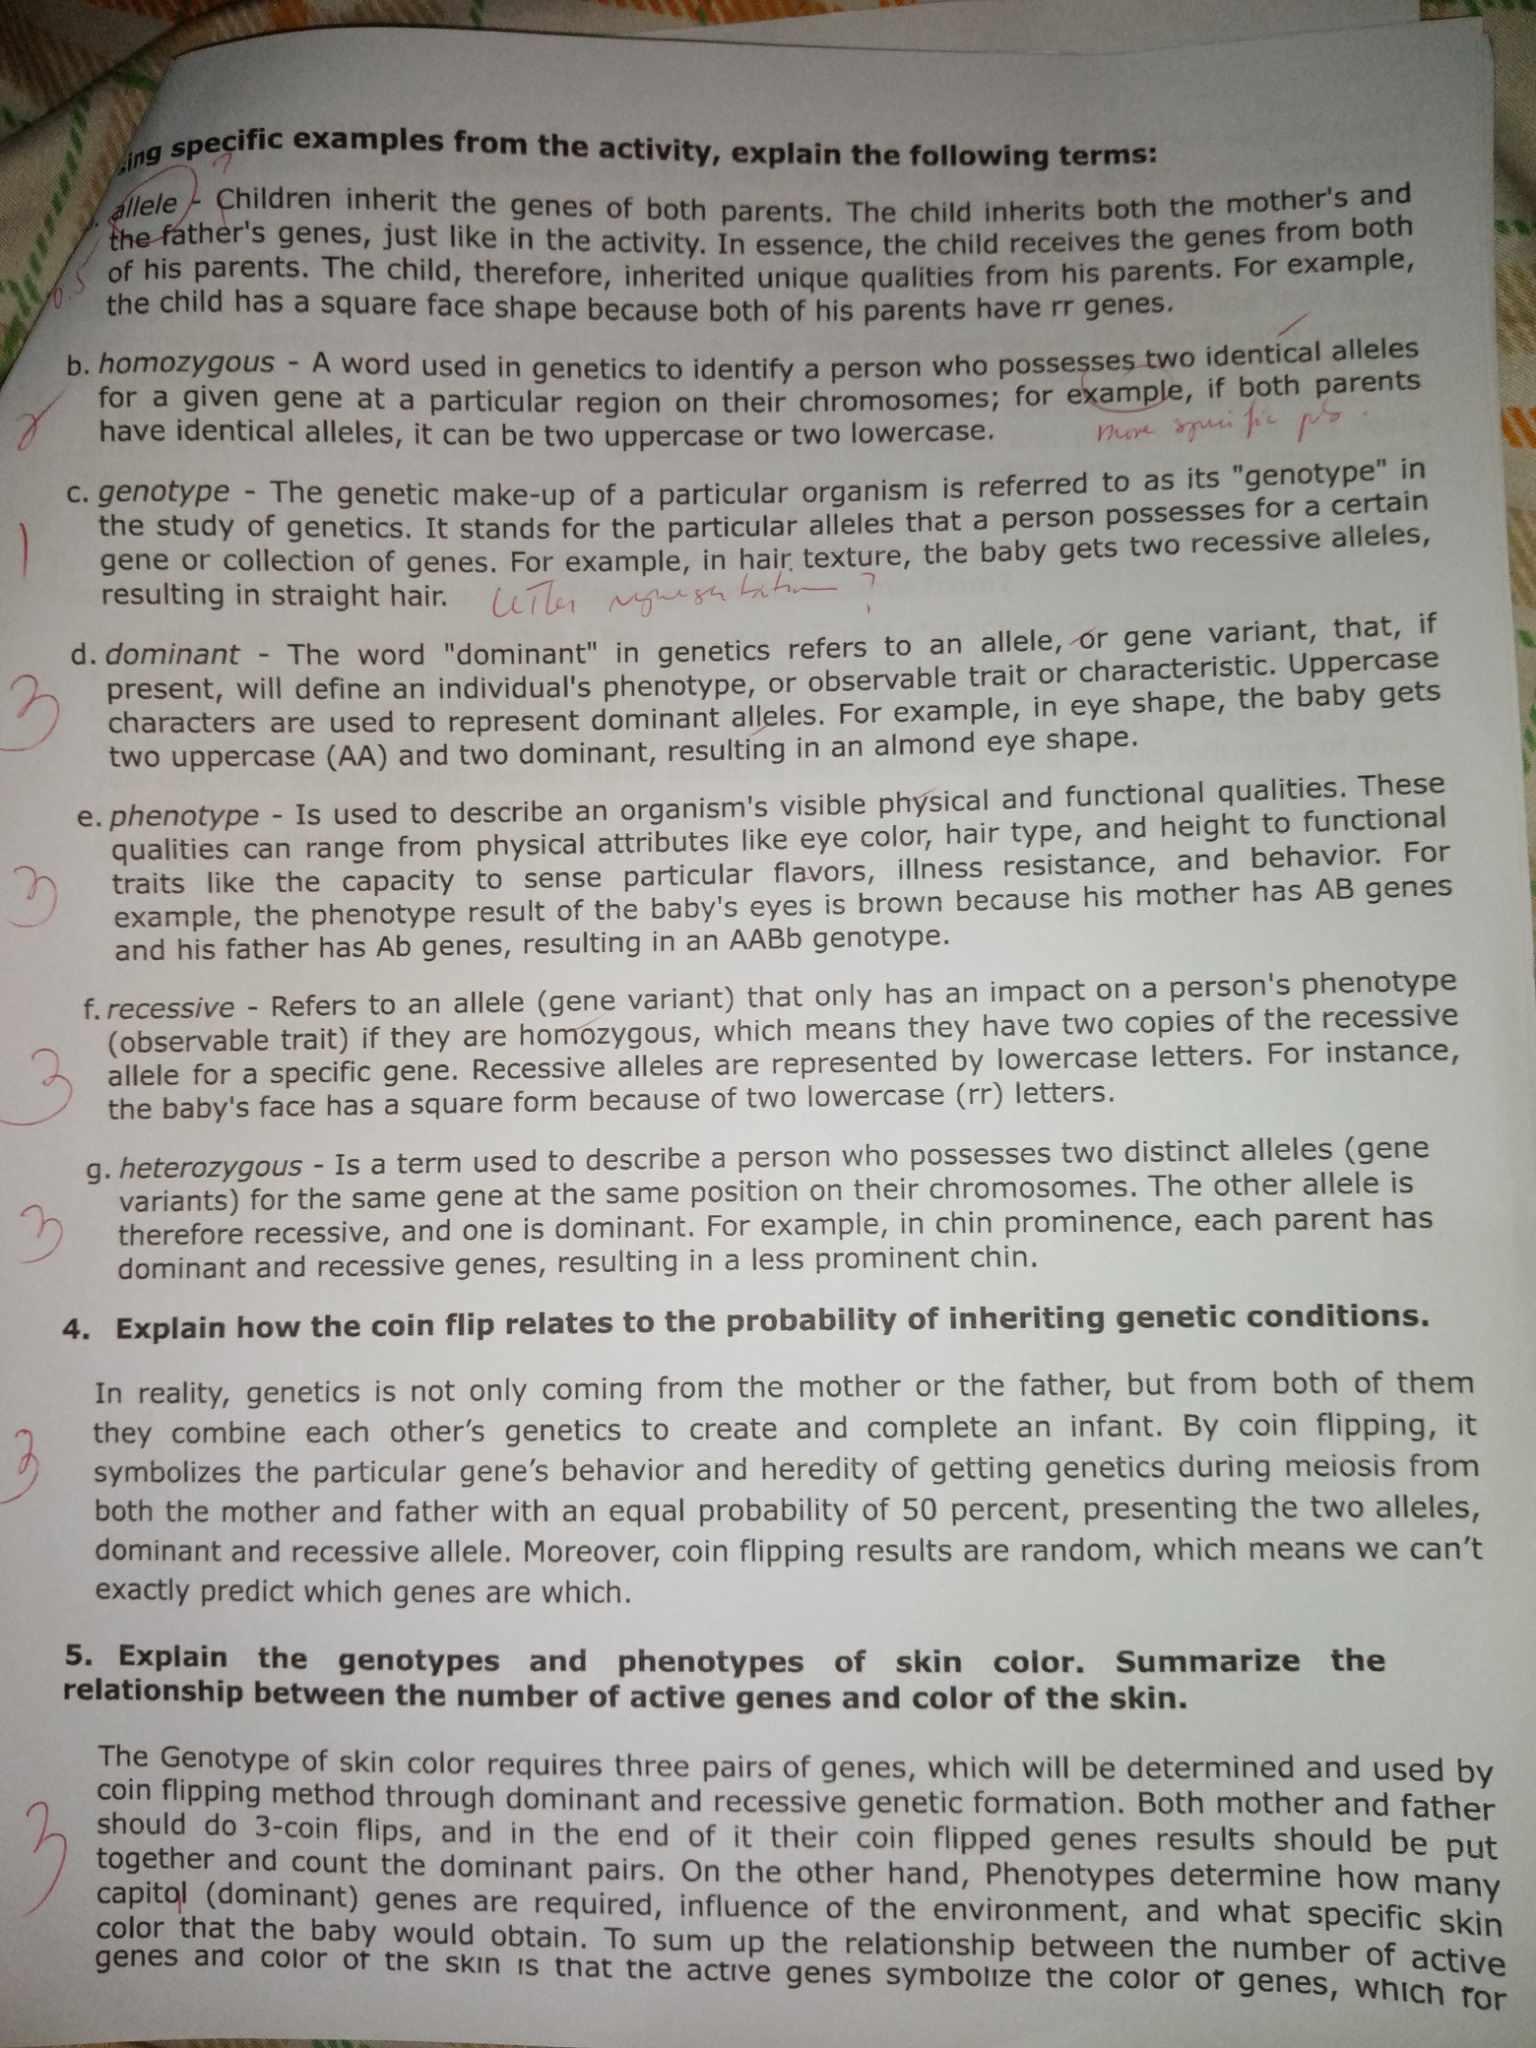 specific examples from the activity, explain the following terms:
?
allele - Children inherit the genes of both parents. The child inherits both the mother's and
the father's genes, just like in the activity. In essence, the child receives the genes from both
of his parents. The child, therefore, inherited unique qualities from his parents. For example,
0.5
the child has a square face shape because both of his parents have rr genes.
b. homozygous - A word used in genetics to identify a person who possesses two identical alleles
for a given gene at a particular region on their chromosomes; for example, if both parents
have identical alleles, it can be two uppercase or two lowercase.
more specific pls.
c. genotype - The genetic make-up of a particular organism is referred to as its "genotype" in
1
the study of genetics. It stands for the particular alleles that a person possesses for a certain
gene or collection of genes. For example, in hair texture, the baby gets two recessive alleles,
resulting in straight hair.
Letter representation?
d. dominant - The word "dominant" in genetics refers to an allele, or gene variant, that, if
3
present, will define an individual's phenotype, or observable trait or characteristic. Uppercase
characters are used to represent dominant alleles. For example, in eye shape, the baby gets
two uppercase (AA) and two dominant, resulting in an almond eye shape.
e. phenotype - Is used to describe an organism's visible physical and functional qualities. These
qualities can range from physical attributes like eye color, hair type, and height to functional
3
traits like the capacity to sense particular flavors, illness resistance, and behavior. For
example, the phenotype result of the baby's eyes is brown because his mother has AB genes
and his father has Ab genes, resulting in an AABb genotype.
f. recessive - Refers to an allele (gene variant) that only has an impact on a person's phenotype
(observable trait) if they are homozygous, which means they have two copies of the recessive
3
allele for a specific gene. Recessive alleles are represented by lowercase letters. For instance,
the baby's face has a square form because of two lowercase (rr) letters.
g. heterozygous - Is a term used to describe a person who possesses two distinct alleles (gene
variants) for the same gene at the same position on their chromosomes. The other allele is
3
therefore recessive, and one is dominant. For example, in chin prominence, each parent has
dominant and recessive genes, resulting in a less prominent chin.
4. Explain how the coin flip relates to the probability of inheriting genetic conditions.
In reality, genetics is not only coming from the mother or the father, but from both of them
they combine each other's genetics to create and complete an infant. By coin flipping, it
3
symbolizes the particular gene's behavior and heredity of getting genetics during meiosis from
both the mother and father with an equal probability of 50 percent, presenting the two alleles,
dominant and recessive allele. Moreover, coin flipping results are random, which means we can't
exactly predict which genes are which.
5. Explain the genotypes and phenotypes of skin color. Summarize the
relationship between the number of active genes and color of the skin.
The Genotype of skin color requires three pairs of genes, which will be determined and used by
coin flipping method through dominant and recessive genetic formation. Both mother and father
should do 3-coin flips, and in the end of it their coin flipped genes results should be put
3
together and count the dominant pairs. On the other hand, Phenotypes determine how many
capitol (dominant) genes are required, influence of the environment, and what specific skin
color that the baby would obtain. To sum up the relationship between the number of active
genes and color of the skin is that the active genes symbolize the color of genes, which for